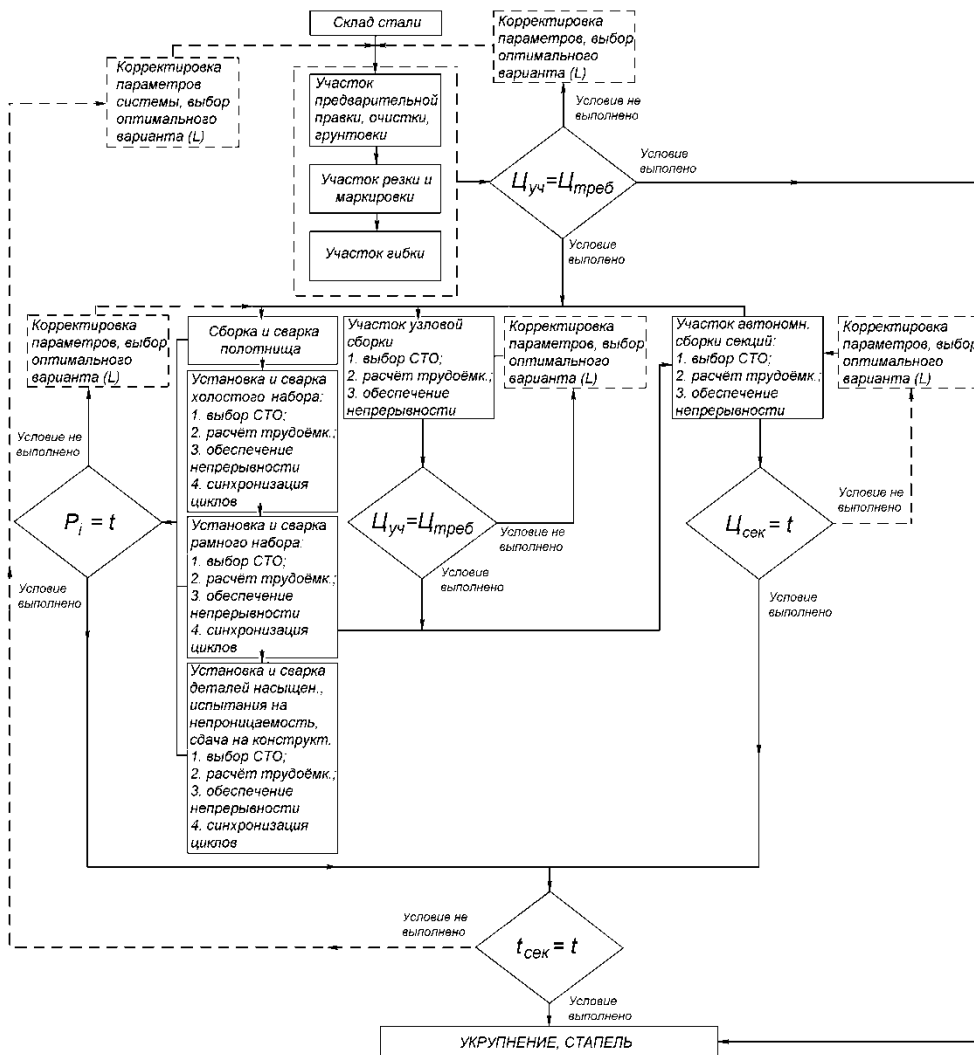 Склад стали
Корректировка
параметров, выбор
оптимального
варианта (L)
Корректировка
параметров
системы, выбор
оптимального
варианта (L)
Участок
предварительной
правки, очистки,
грунтовки
Условие не
выполнено
Условие
выполено
Участок резки и
маркировки
Цуч=Цтреб
Участок гибки
Условие
выполено
Корректировка
параметров, выбор
оптимального
варианта (L)
Сборка и сварка
полотнища
Участок узловой
сборки
1. выбор СТО;
2. расчёт трудоёмк.;
3. обеспечение
непрерывности
Корректировка
параметров, выбор
оптимального
варианта (L)
Участок автономн.
сборки секций:
1. выбор СТО;
2. расчёт трудоёмк.;
3. обеспечение
непрерывности
Корректировка
параметров, выбор
оптимального
варианта (L)
Установка и сварка
холостого набора:
1. выбор СТО;
2. расчёт трудоёмк.;
3. обеспечение
непрерывности
4. синхронизация
циклов
Условие не
выполнено
Pi = t
Условие
выполнено
Цуч=Цтреб
Условие не
выполнено
Условие
выполнено
Цсек = t
Условие не
выполнено
Условие
выполнено
Установка и сварка
рамного набора:
1. выбор СТО;
2. расчёт трудоёмк.;
3. обеспечение
непрерывности
4. синхронизация
циклов
Установка и сварка
деталей насыщен.,
испытания на
непроницаемость,
сдача на конструкт.
1. выбор СТО;
2. расчёт трудоёмк.;
3. обеспечение
непрерывности
4. синхронизация
циклов
Условие не
выполнено
tсек = t
Условие
выполнено
УКРУПНЕНИЕ, СТАПЕЛЬ